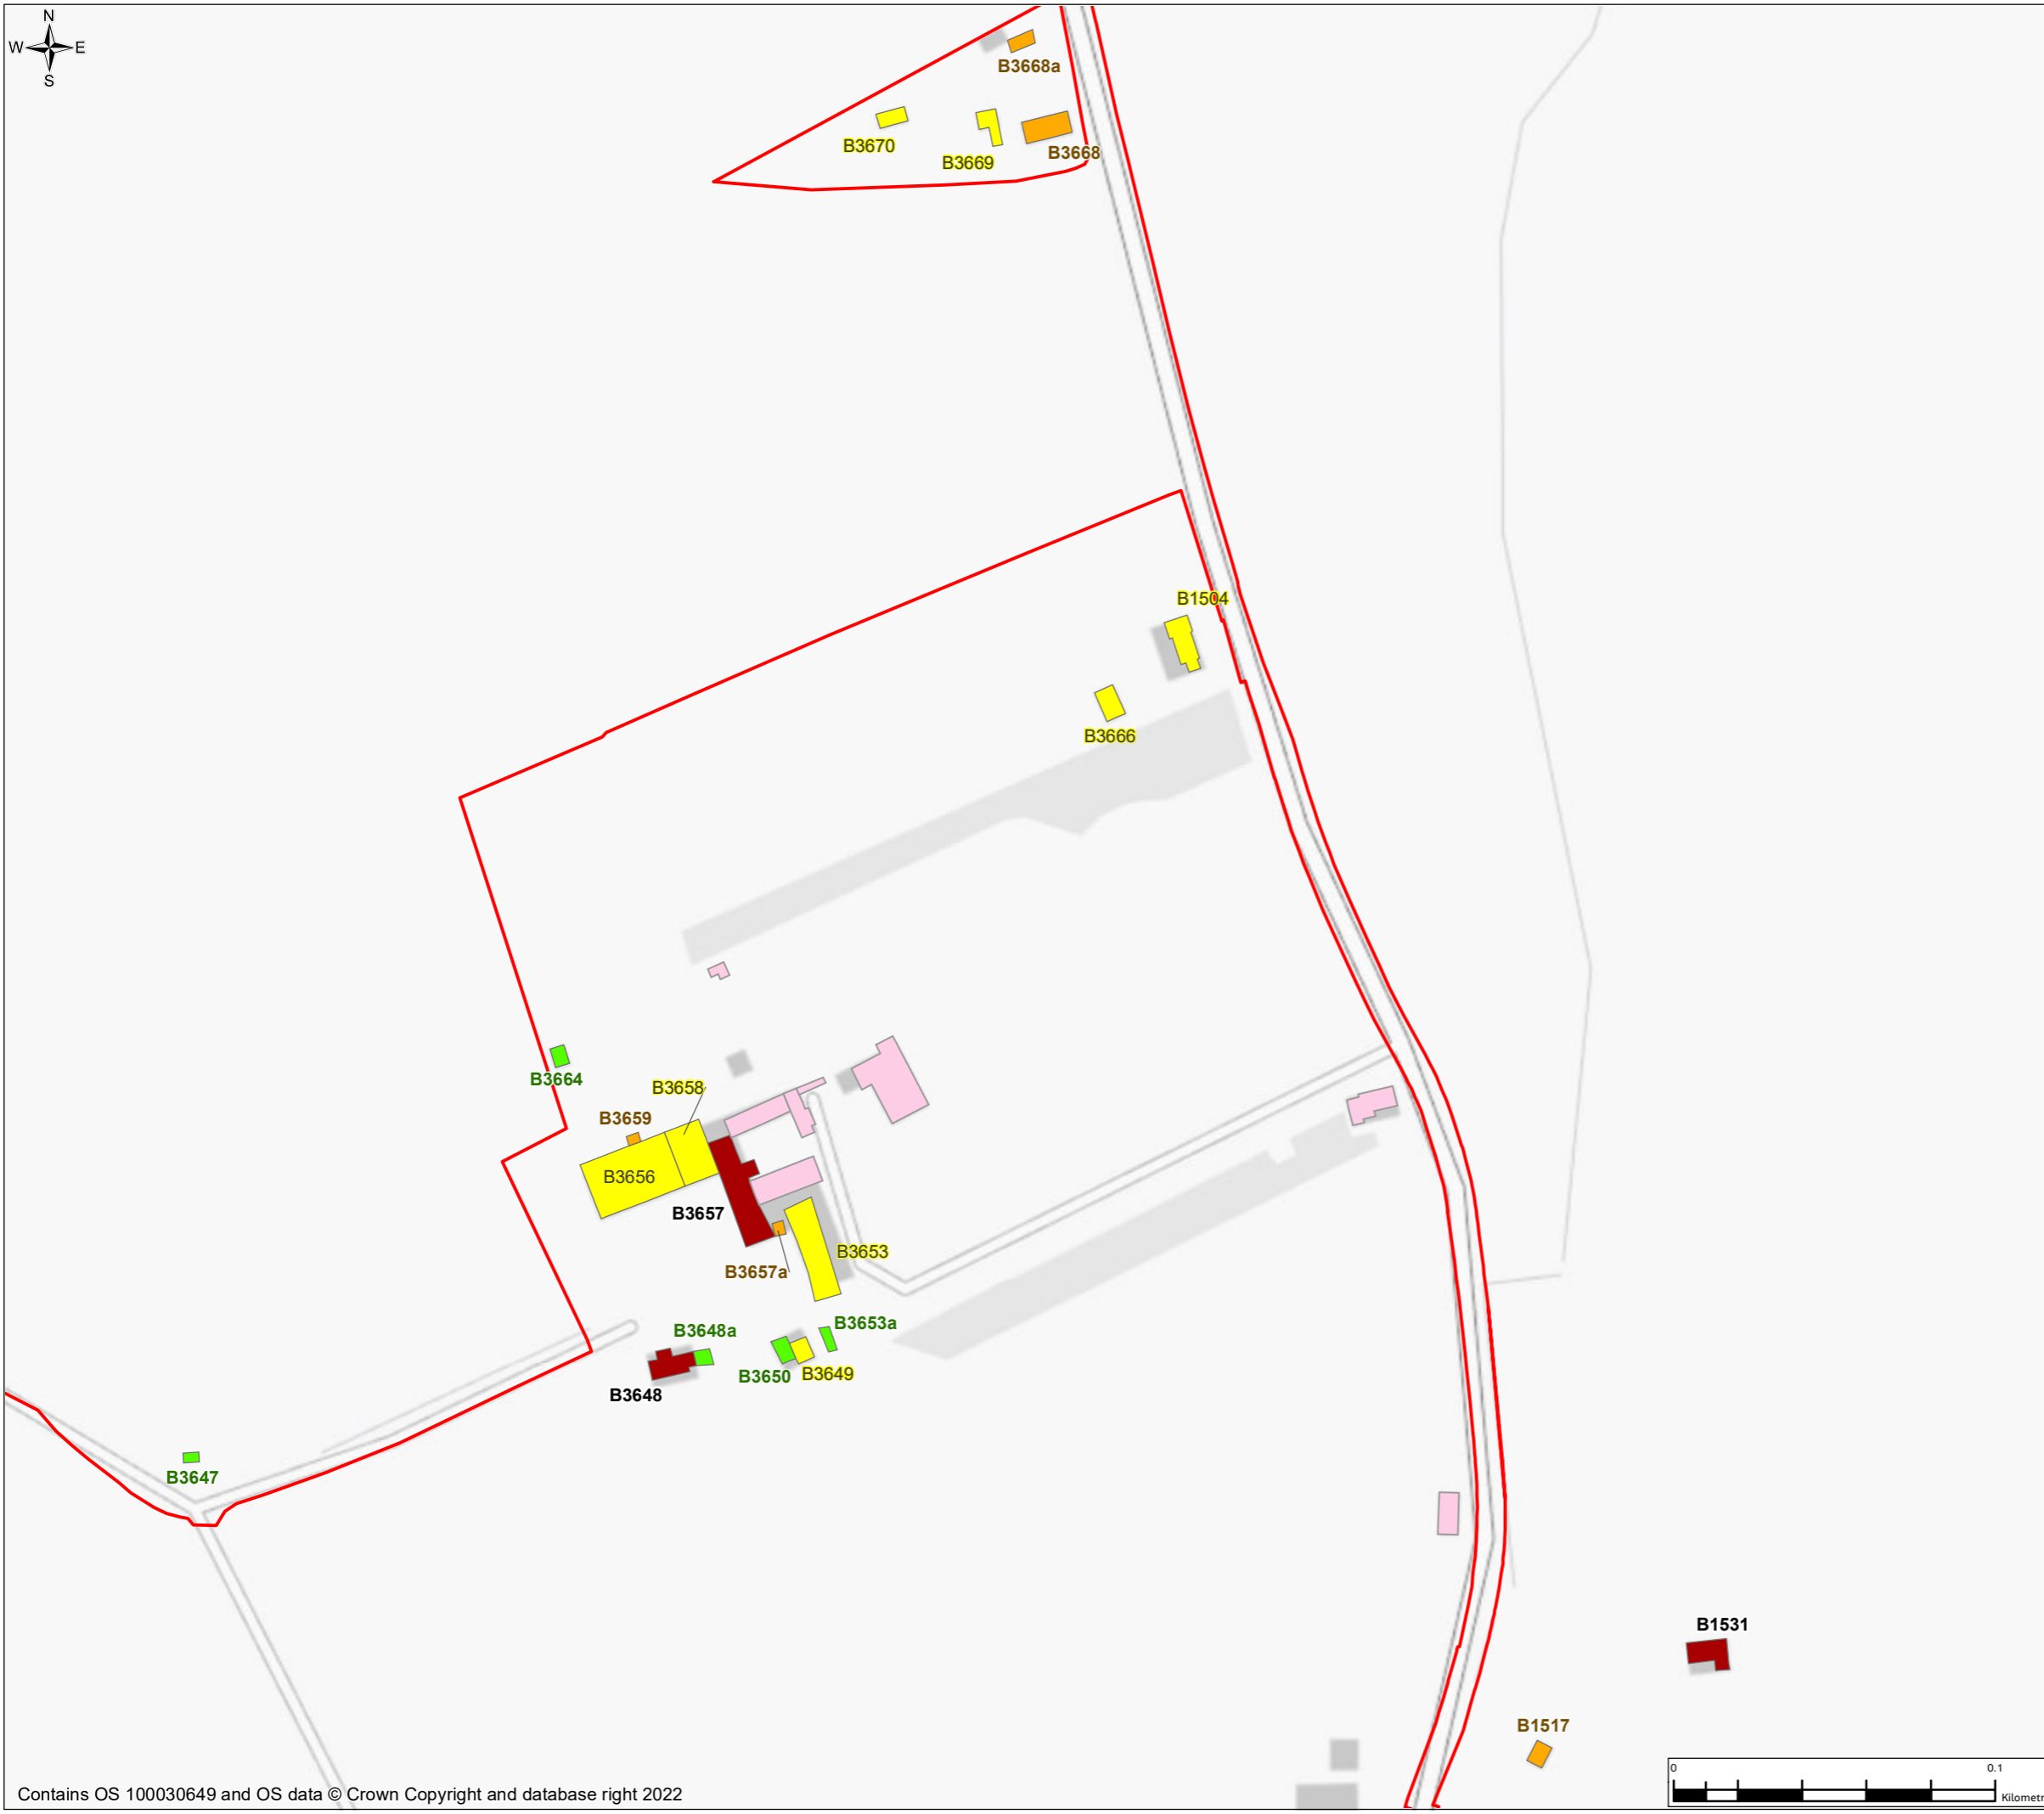 N
W E
S
B3668a
B3670
B3669
B3668
B1504
B3666
B3664
B3658
B3659
B3656
B3657
B3653
B3657a
B3653a
B3648a
B3650
B3649
B3648
B3647
B1531
B1517
0 0.1
Kilomet
Contains OS 100030649 and OS data © Crown Copyright and database right 2022